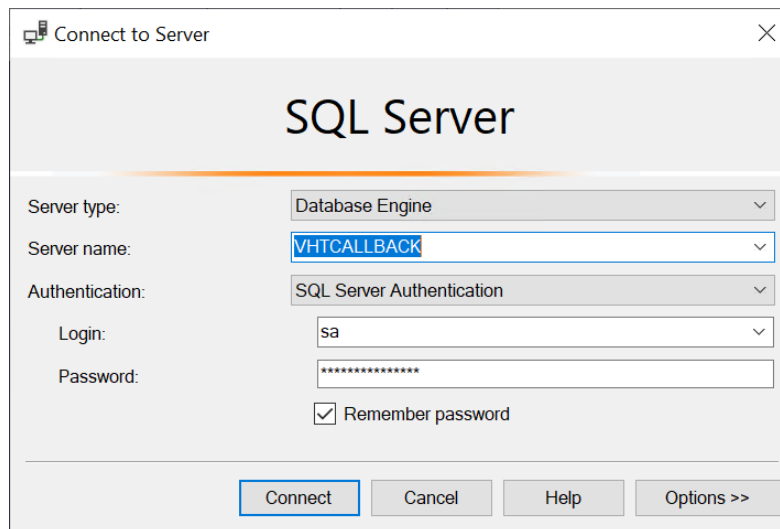 Connect to Server
SQL Server
Server type: Database Engine
Server name: VHTCALLBACK
Authentication: SQL Server Authentication
Login: sa
Password: ***************
Remember password
Connect Cancel Help Options >>